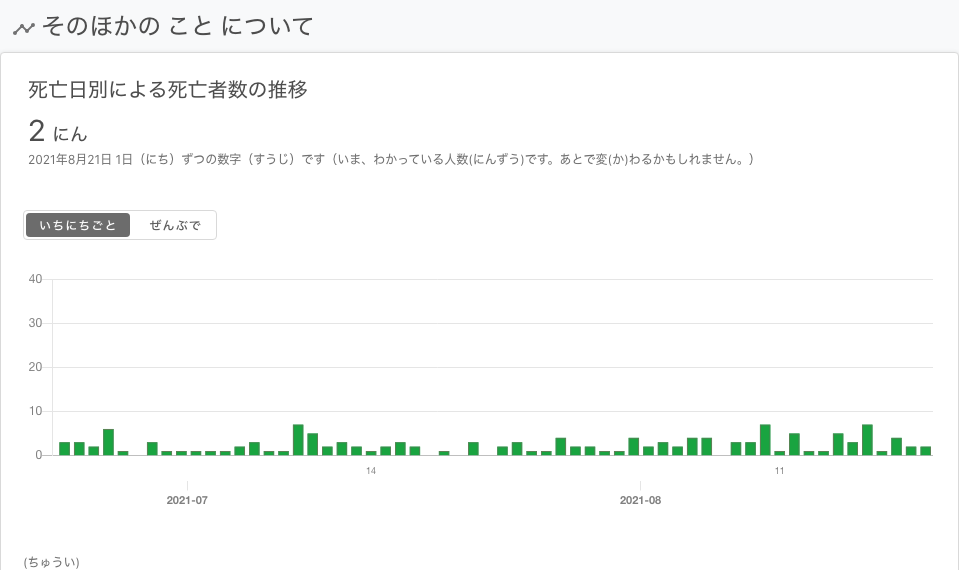 そのほかの こと について
死亡日別による死亡者数の推移
2 にん
2021年8月21日 1日（にち）ずつの数字（すうじ）です（いま、わかっている人数(にんずう)です。あとで変(か)わるかもしれません。）
いちにちごと ぜんぶで
40
30
20
10
0
14 11
2021-07 2021-08
(ちゅうい)